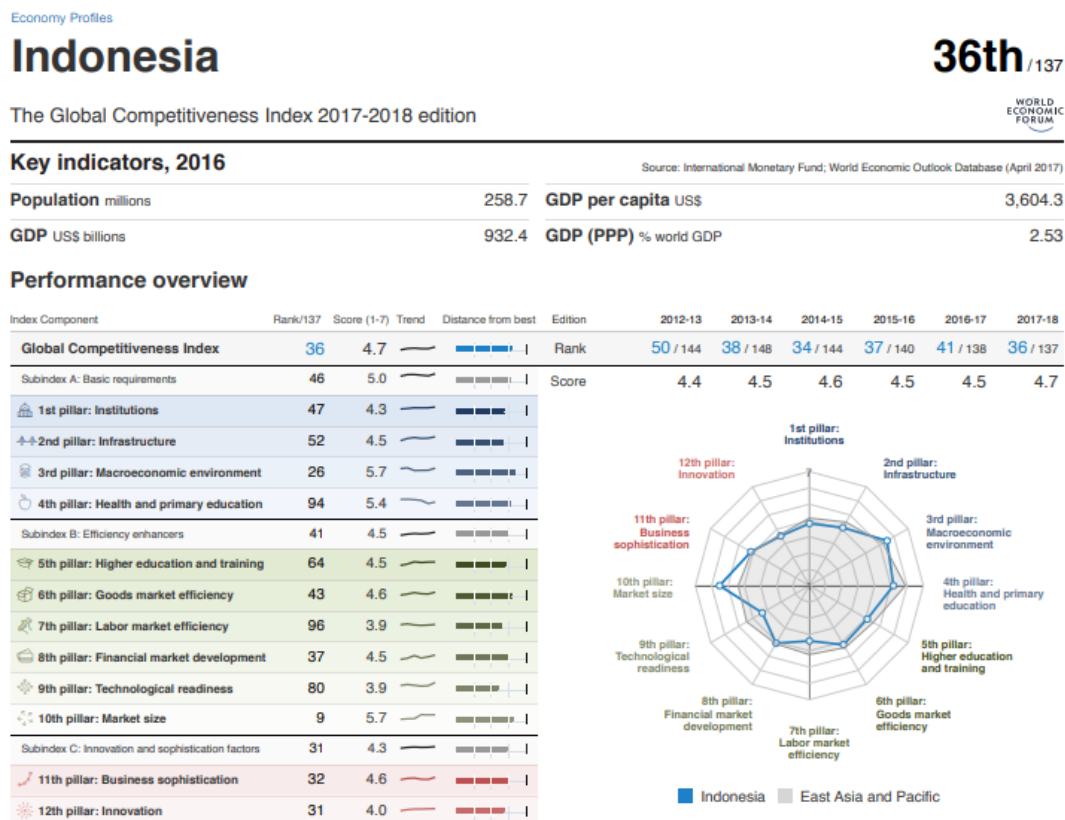 Economy Profiles
Indonesia
36th / 137
The Global Competitiveness Index 2017-2018 edition
WORLD
ECONOMIC
FORUM
Key indicators, 2016
Source: International Monetary Fund; World Economic Outlook Database (April 2017)
Population millions 258.7 GDP per capita US$ 3,604.3
GDP US$ billions 932.4 GDP (PPP) % world GDP 2.53
Performance overview
Index Component Rank/137 Score (1-7) Trend Distance from best Edition 2012-13 2013-14 2014-15 2015-16 2016-17 2017-18
Global Competitiveness Index 36 4.7 Rank 50 / 144 38 / 148 34 / 144 37 / 140 41 / 138 36 / 137
Subindex A: Basic requirements 46 5.0 Score 4.4 4.5 4.6 4.5 4.5 4.7
1st pillar: Institutions 47 4.3
2nd pillar: Infrastructure 52 4.5
3rd pillar: Macroeconomic environment 26 5.7
4th pillar: Health and primary education 94 5.4
Subindex B: Efficiency enhancers 41 4.5
5th pillar: Higher education and training 64 4.5
6th pillar: Goods market efficiency 43 4.6
7th pillar: Labor market efficiency 96 3.9
8th pillar: Financial market development 37 4.5
9th pillar: Technological readiness 80 3.9
10th pillar: Market size 9 5.7
Subindex C: Innovation and sophistication factors 31 4.3
11th pillar: Business sophistication 32 4.6
12th pillar: Innovation 31 4.0
1st pillar:
Institutions
2nd pillar:
Infrastructure
3rd pillar:
Macroeconomic
environment
4th pillar:
Health and primary
education
5th pillar:
Higher education
and training
6th pillar:
Goods market
efficiency
7th pillar:
Labor market
efficiency
8th pillar:
Financial market
development
9th pillar:
Technological
readiness
10th pillar:
Market size
11th pillar:
Business
sophistication
12th pillar:
Innovation
7
Indonesia East Asia and Pacific